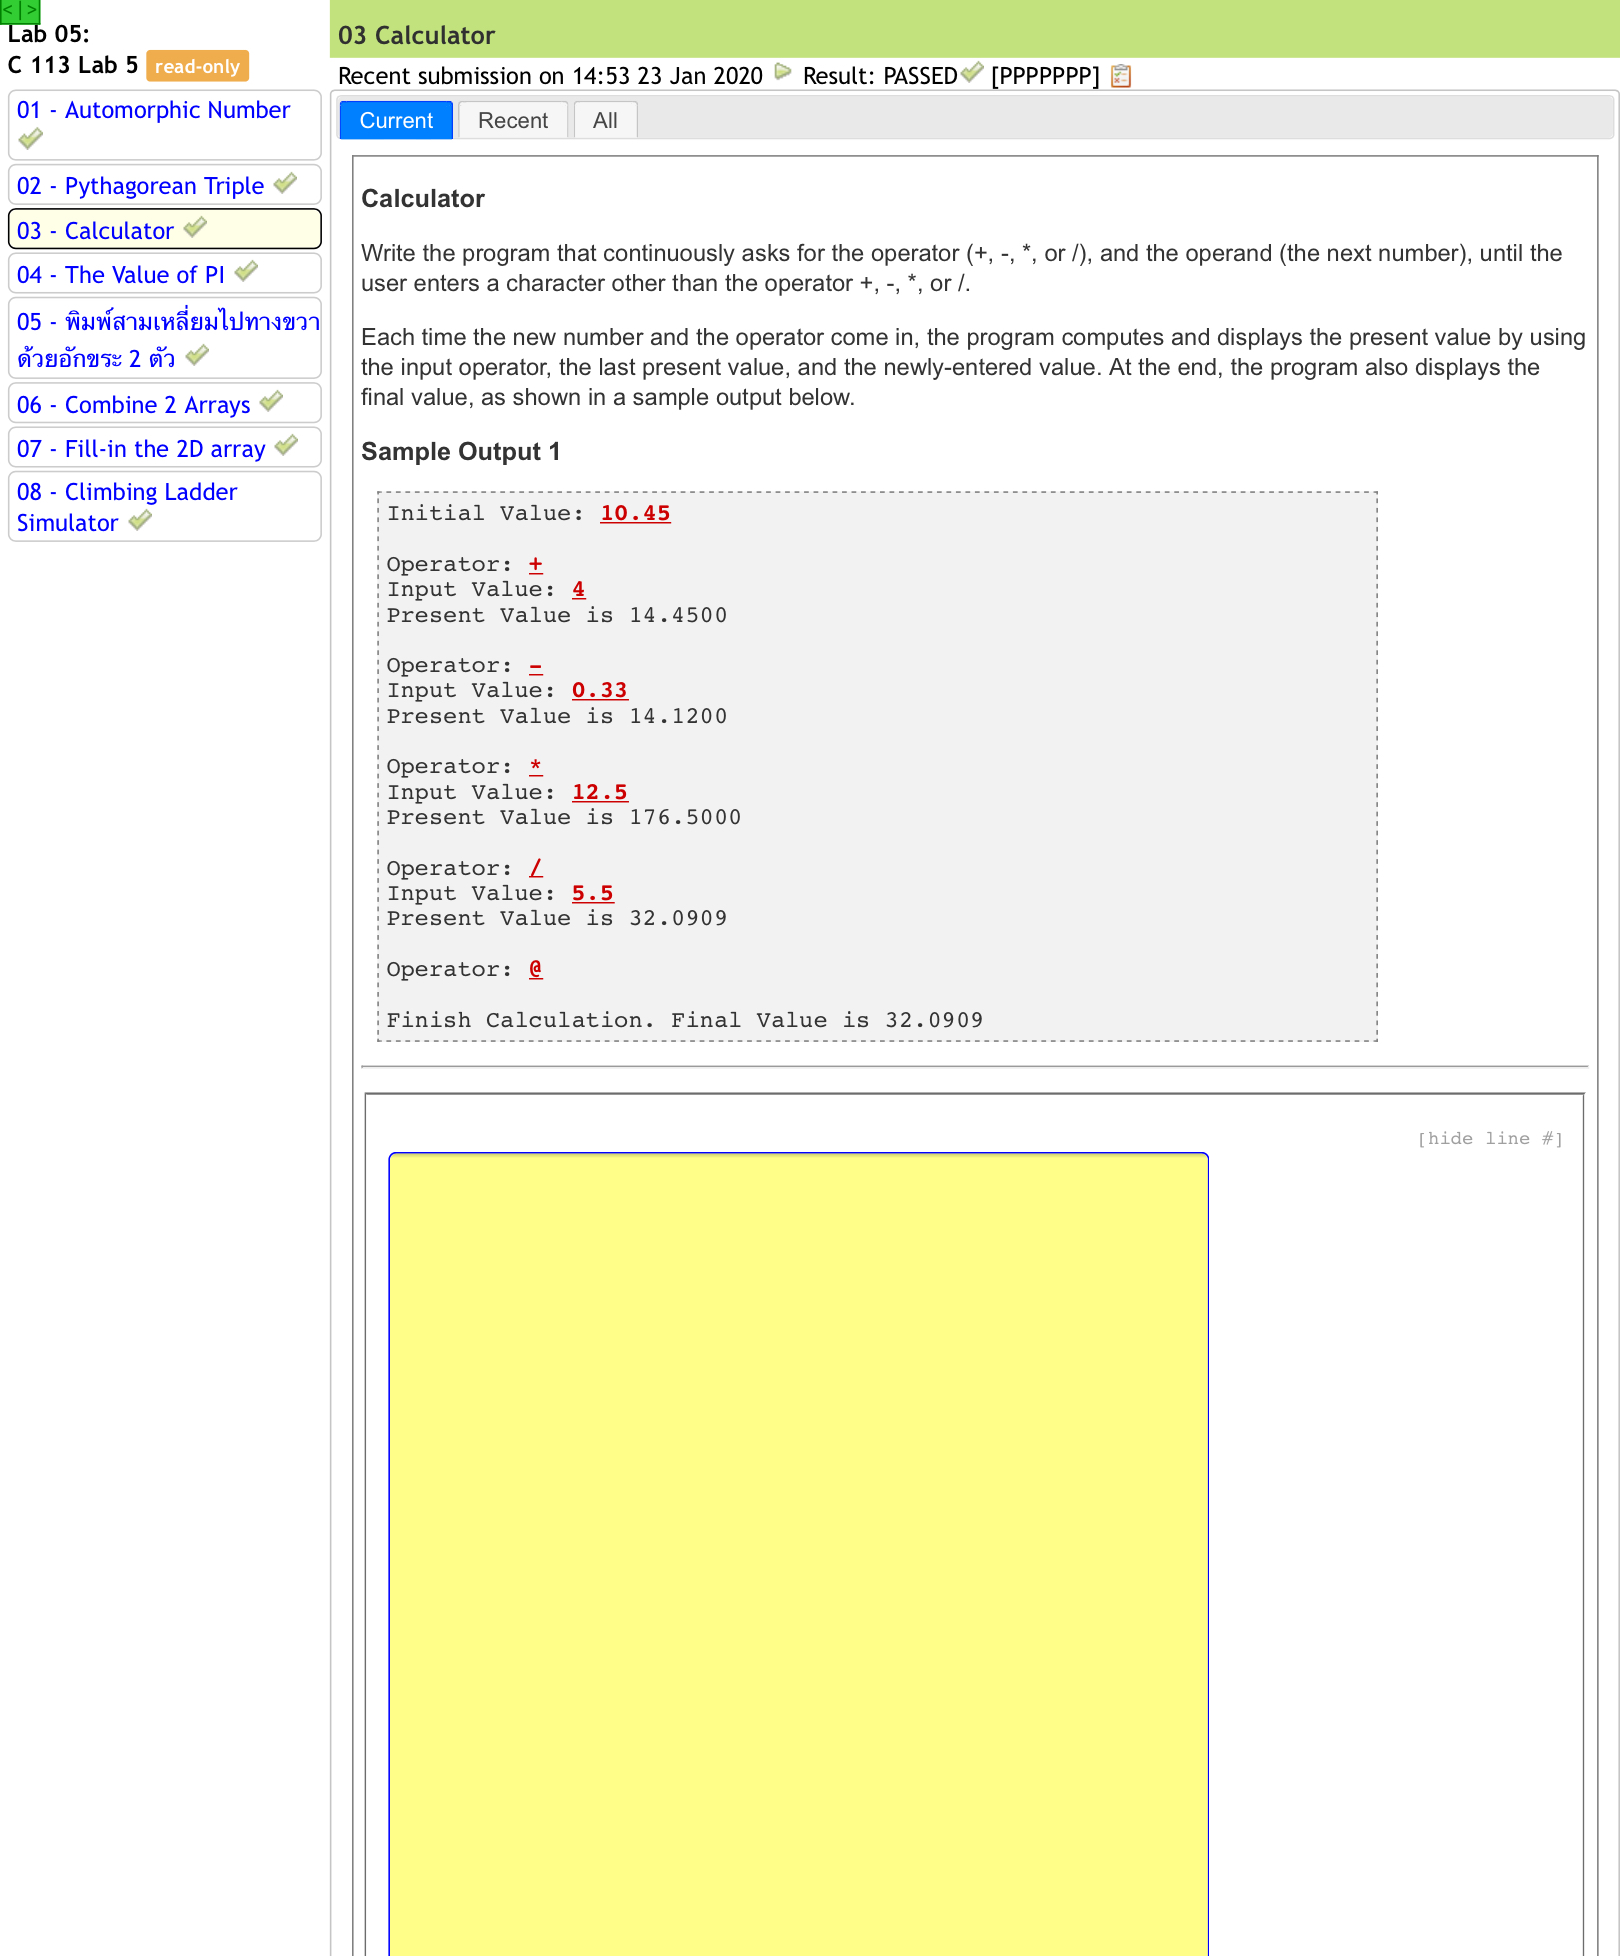 <|>
Lab 05:
C 113 Lab 5 read-only
01 - Automorphic Number
02 - Pythagorean Triple
03 - Calculator
04 - The Value of PI
05 - พิมพ์สามเหลี่ยมไปทางขวา
ด้วยอักขระ 2 ตัว
06 - Combine 2 Arrays
07 - Fill-in the 2D array
08 - Climbing Ladder
Simulator
03 Calculator
Recent submission on 14:53 23 Jan 2020 Result: PASSED [PPPPPPP]
Current Recent All
Calculator
Write the program that continuously asks for the operator (+, -, *, or /), and the operand (the next number), until the
user enters a character other than the operator +, -, *, or /.
Each time the new number and the operator come in, the program computes and displays the present value by using
the input operator, the last present value, and the newly-entered value. At the end, the program also displays the
final value, as shown in a sample output below.
Sample Output 1
Initial Value: 10.45
Operator: +
Input Value: 4
Present Value is 14.4500
Operator: -
Input Value: 0.33
Present Value is 14.1200
Operator: *
Input Value: 12.5
Present Value is 176.5000
Operator: /
Input Value: 5.5
Present Value is 32.0909
Operator: @
Finish Calculation. Final Value is 32.0909
[hide line #]